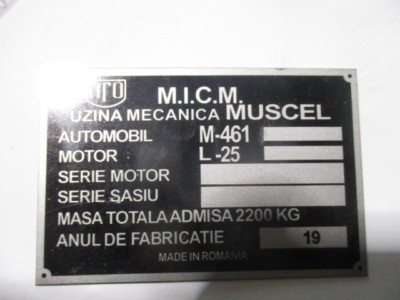 ITO
M.I.C.M.
UZINA MECANICA MUSCEL
AUTOMOBIL M-461
MOTOR L-25
SERIE MOTOR
SERIE SASIU
MASA TOTALA ADMISA 2200 KG
ANUL DE FABRICATIE 19
MADE IN ROMANIA